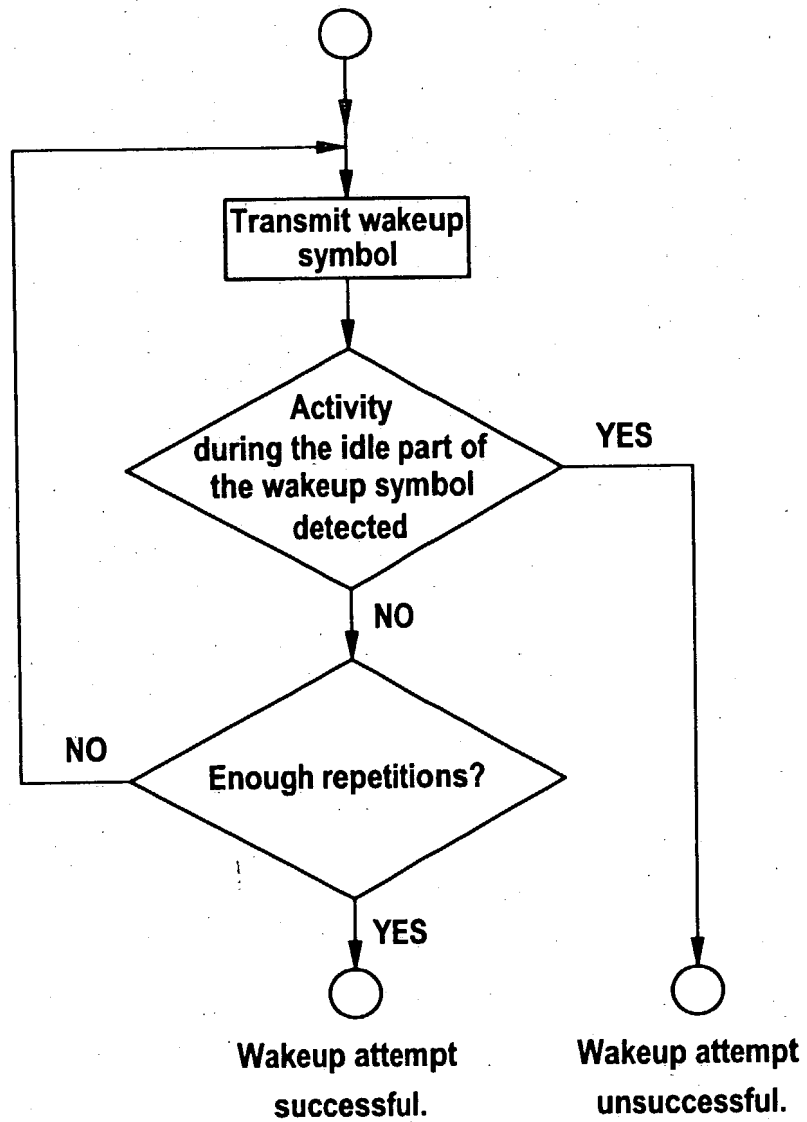 Transmit wakeup
symbol
Activity
during the idle part of
the wakeup symbol
detected
YES
NO
NO
Enough repetitions?
YES
Wakeup attempt
successful.
Wakeup attempt
unsuccessful.